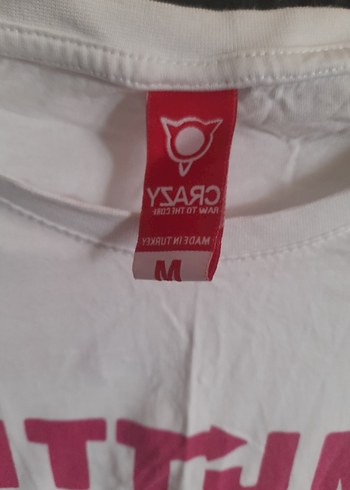 CRAZY
RAW TO THE CORE
MADE IN TURKEY
M